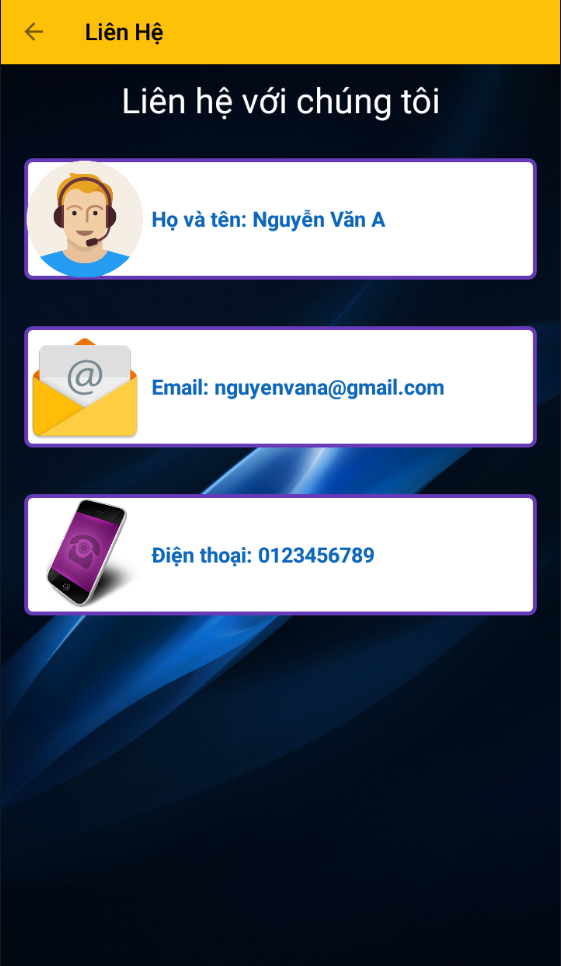 Liên Hệ
Liên hệ với chúng tôi
Họ và tên: Nguyễn Văn A
@
Email: nguyenvana@gmail.com
Điện thoại: 0123456789